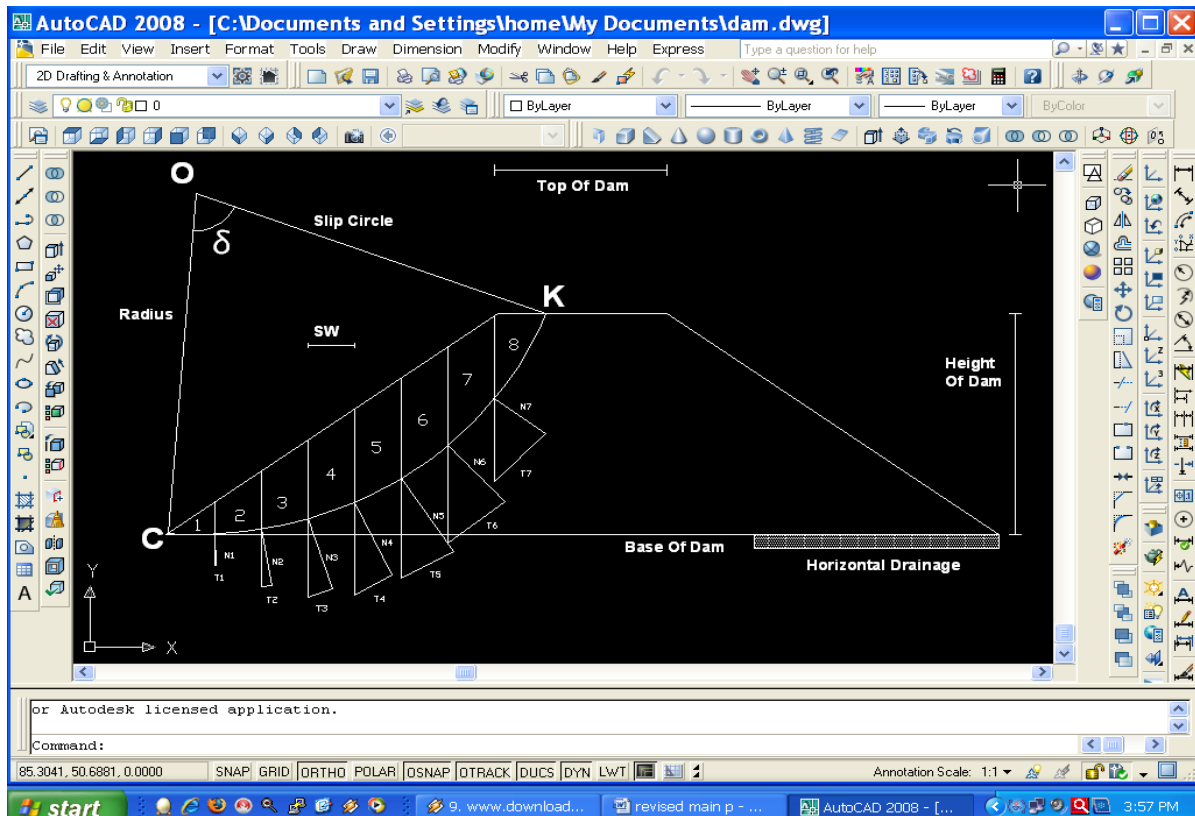 AutoCAD 2008 - [C:\Documents and Settings\home\My Documents\dam.dwg]
File Edit View Insert Format Tools Draw Dimension Modify Window Help Express Type a question for help
2D Drafting & Annotation
0 ByLayer ByLayer ByLayer ByColor
O
Top Of Dam
Slip Circle
δ
K
Radius
SW
8
Height
Of Dam
7
6
5
4
3
2
1
N7
T7
N6
T6
N5
T5
N4
T4
N3
T3
N2
T2
N1
T1
C
Base Of Dam
Horizontal Drainage
Y
X
or Autodesk licensed application.
Command:
85.3041, 50.6881, 0.0000 SNAP GRID ORTHO POLAR OSNAP OTRACK DUCS DYN LWT Annotation Scale: 1:1
start 9. www.download... revised main p - ... AutoCAD 2008 - [... 3:57 PM